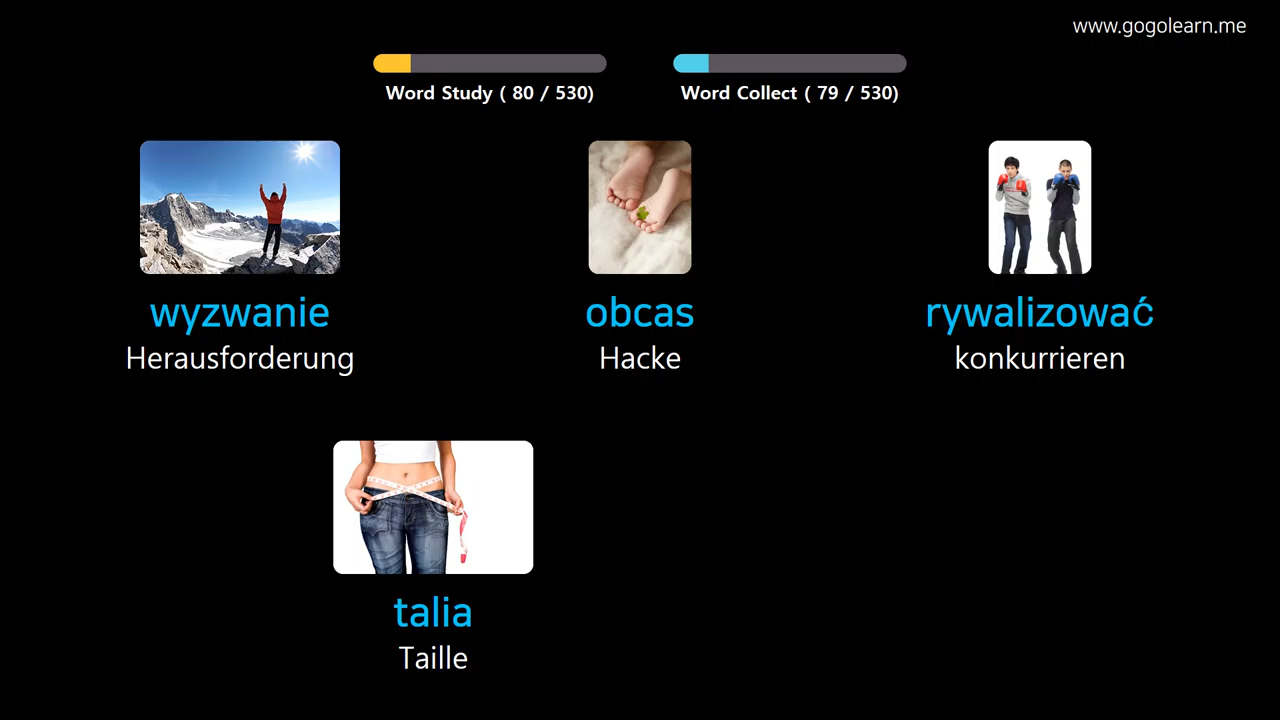 www.gogolearn.me
Word Study ( 80 / 530)
Word Collect ( 79 / 530)
wyzwanie
Herausforderung
obcas
Hacke
rywalizować
konkurrieren
talia
Taille